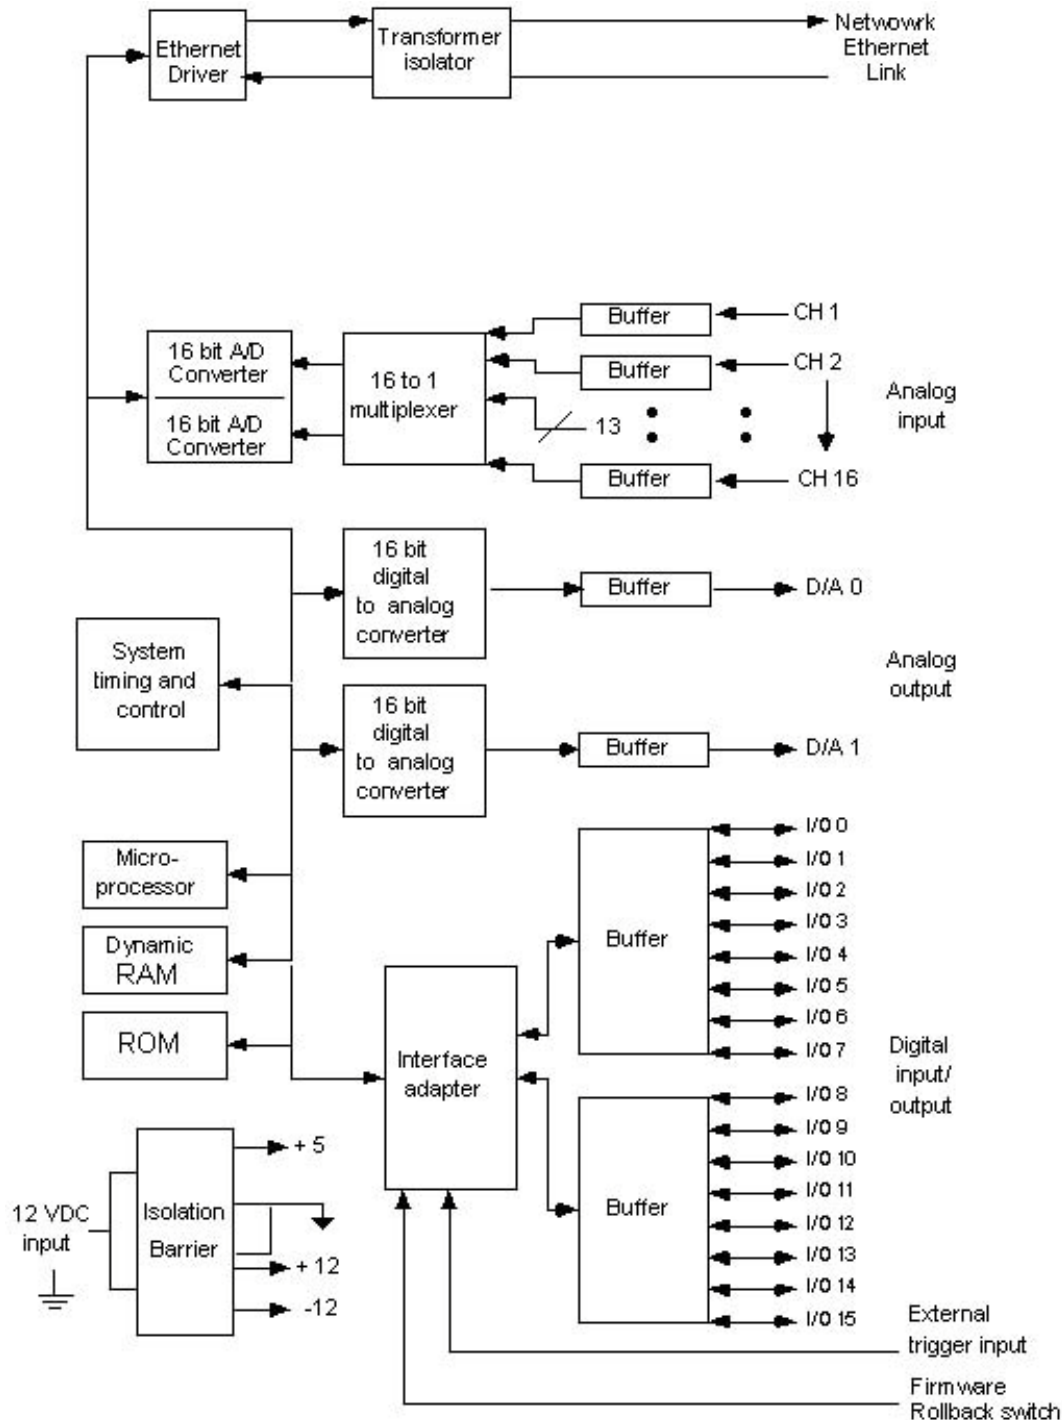 Ethernet
Driver
Transformer
isolator
Netwowrk
Ethernet
Link
16 bit A/D
Converter
16 bit A/D
Converter
16 to 1
multiplexer
Buffer
CH 1
Buffer
CH 2
13
Buffer
CH 16
Analog
input
16 bit
digital
to analog
converter
Buffer
D/A 0
System
timing and
control
16 bit
digital
to analog
converter
Buffer
D/A 1
Analog
output
Micro-
processor
Dynamic
RAM
ROM
Interface
adapter
Buffer
I/O 0
I/O 1
I/O 2
I/O 3
I/O 4
I/O 5
I/O 6
I/O 7
Buffer
I/O 8
I/O 9
I/O 10
I/O 11
I/O 12
I/O 13
I/O 14
I/O 15
Digital
input/
output
12 VDC
input
Isolation
Barrier
+ 5
+ 12
-12
External
trigger input
Firmware
Rollback switch